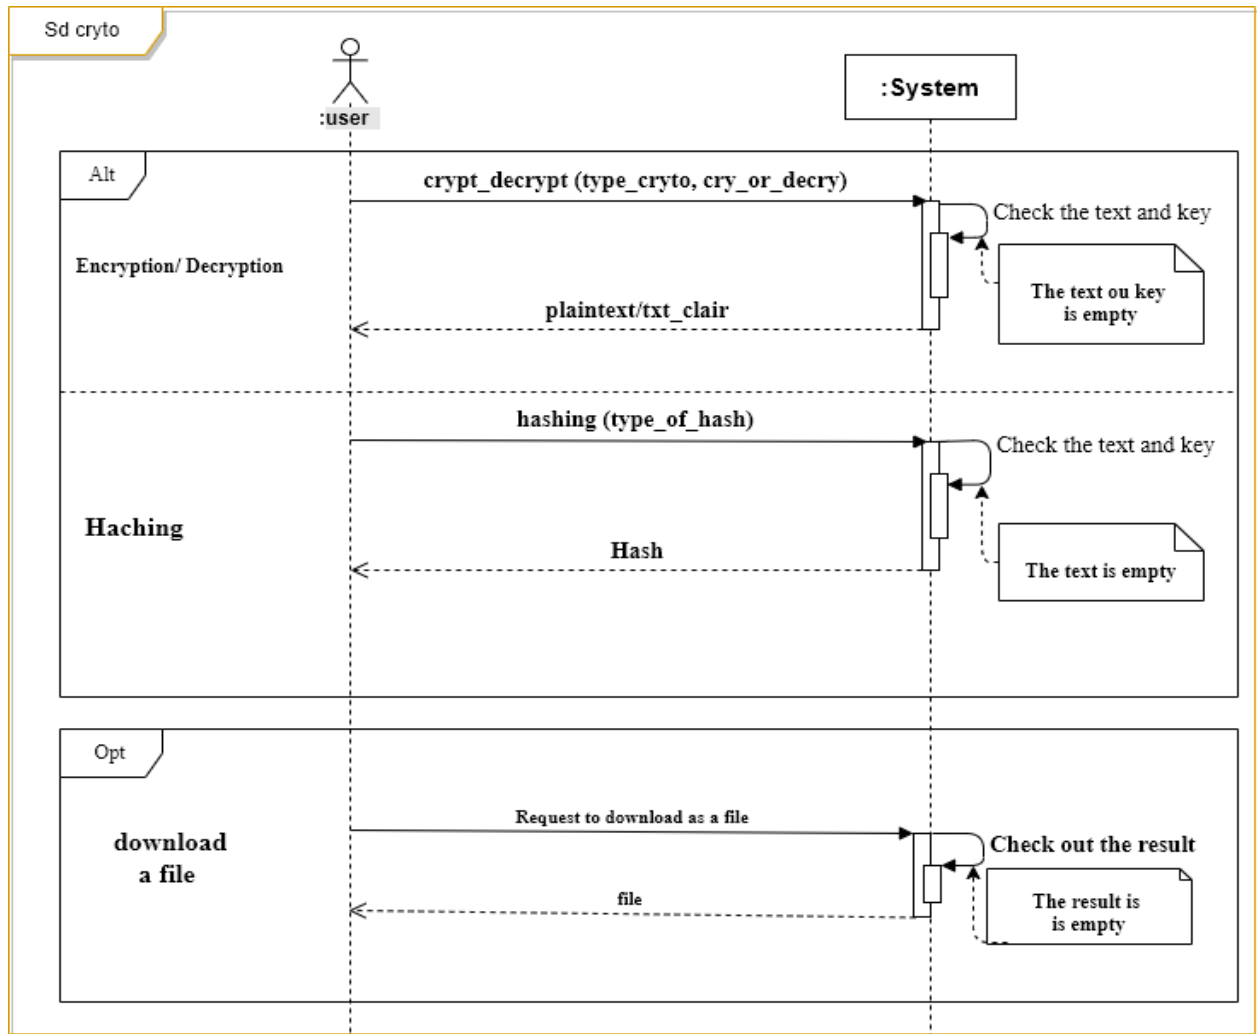 Sd cryto
:user
:System
Alt
crypt_decrypt (type_cryto, cry_or_decry)
Check the text and key
Encryption/ Decryption
The text ou key
is empty
plaintext/txt_clair
hashing (type_of_hash)
Check the text and key
Haching
Hash
The text is empty
Opt
Request to download as a file
download
a file
Check out the result
file
The result is
is empty